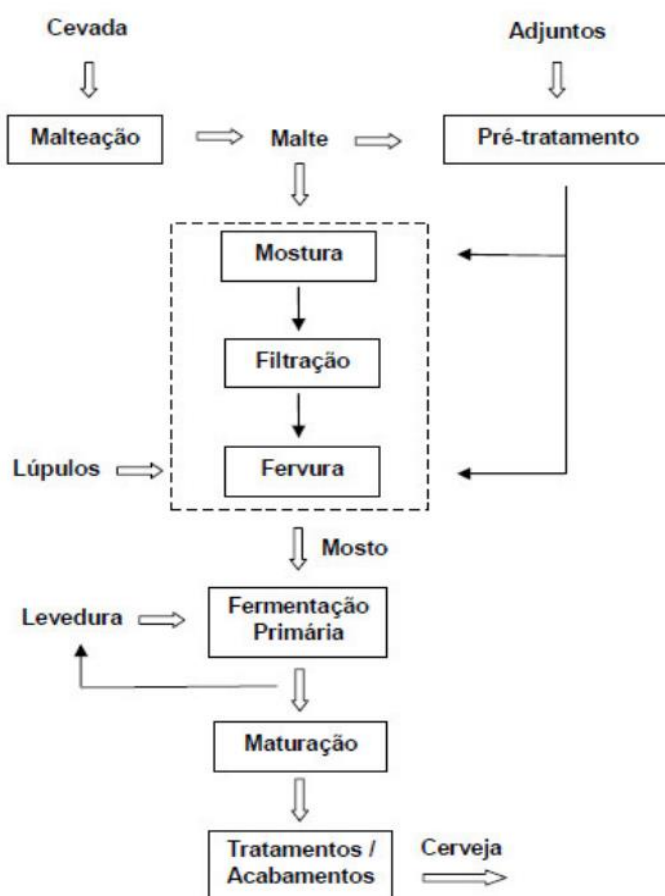 Cevada
Adjuntos
Malteação
Malte
Pré-tratamento
Mostura
Filtração
Lúpulos
Fervura
Mosto
Levedura
Fermentação
Primária
Maturação
Tratamentos /
Acabamentos
Cerveja